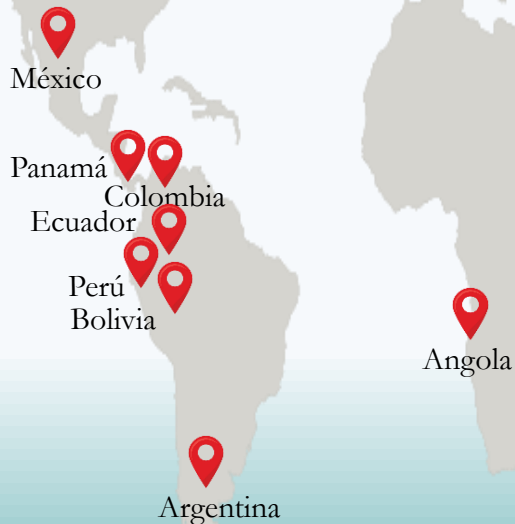 México
Panamá
Colombia
Ecuador
Perú
Bolivia
Angola
Argentina